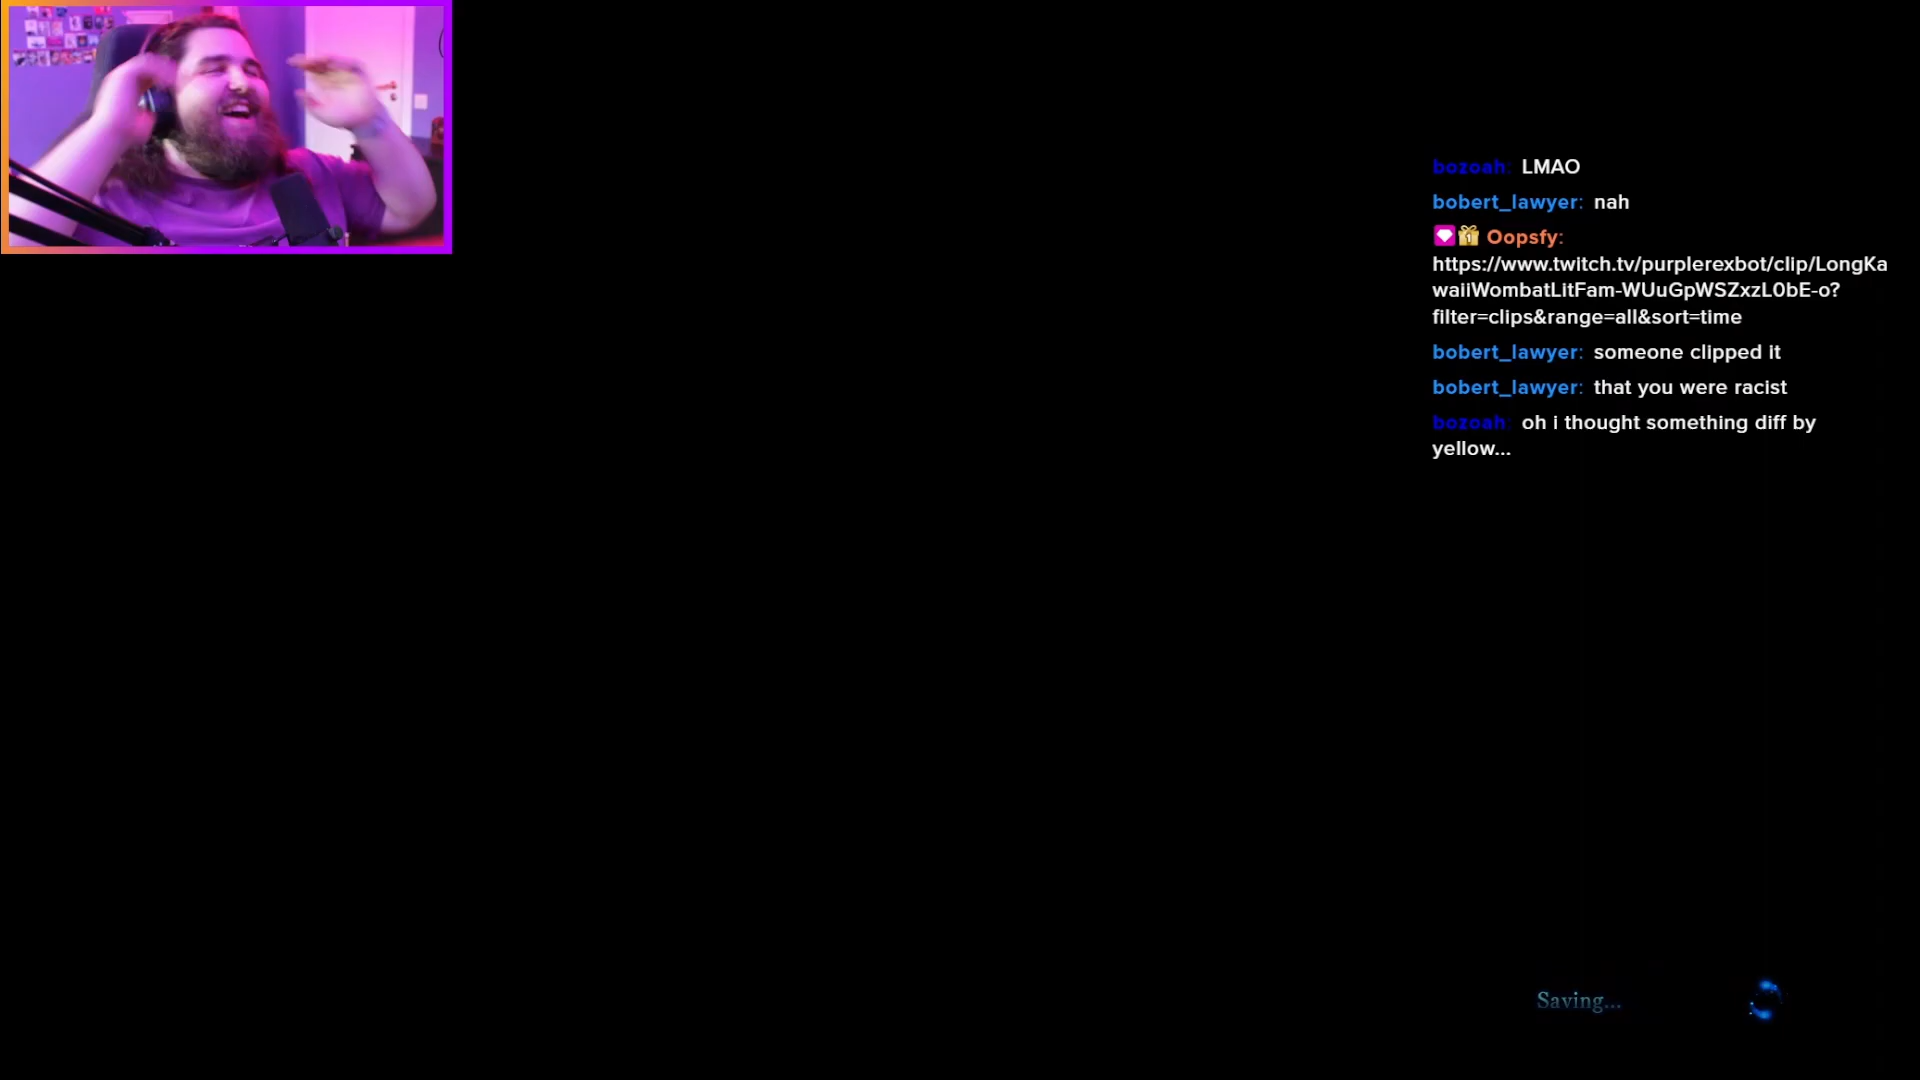 bozoah: LMAO
bobert_lawyer: nah
Oopsfy:
https://www.twitch.tv/purplerexbot/clip/LongKa
waiiWombatLitFam-WUuGpWSZxzL0bE-o?
filter=clips&range=all&sort=time
bobert_lawyer: someone clipped it
bobert_lawyer: that you were racist
bozoah: oh i thought something diff by
yellow...
Saving...